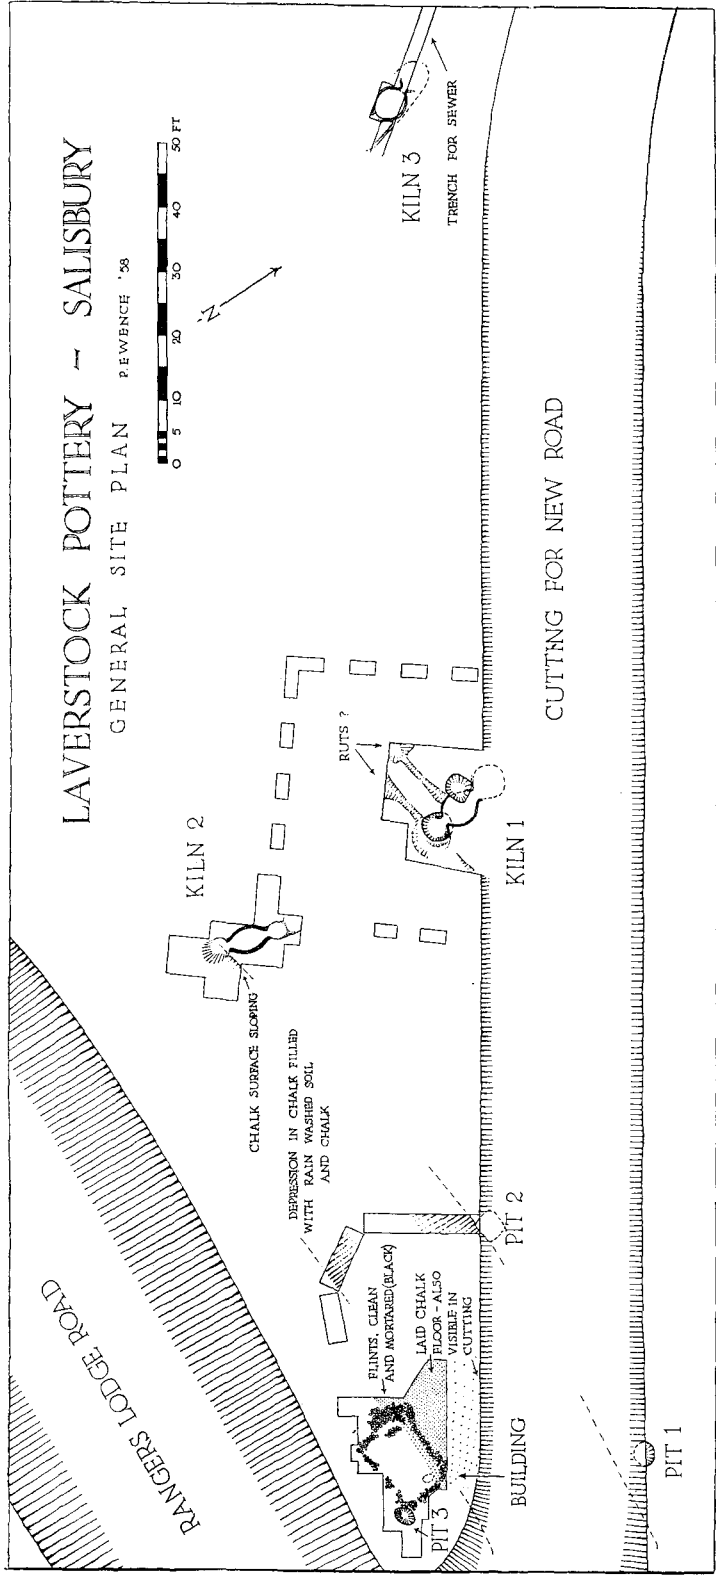 LAVERSTOCK POTTERY – SALISBURY
GENERAL SITE PLAN
P.EWENCE '58
0 5 10 20 30 40 50 FT
N
RANGERS LODGE ROAD
KILN 2
CHALK SURFACE SLOPING
DEPRESSION IN CHALK FILLED
WITH RAIN WASHED SOIL
AND CHALK
RUTS ?
KILN 1
KILN 3
TRENCH FOR SEWER
FLINTS, CLEAN
AND MORTARED (BLACK)
LAID CHALK
FLOOR - ALSO
VISIBLE IN
CUTTING
PIT 3
BUILDING
PIT 2
CUTTING FOR NEW ROAD
PIT 1